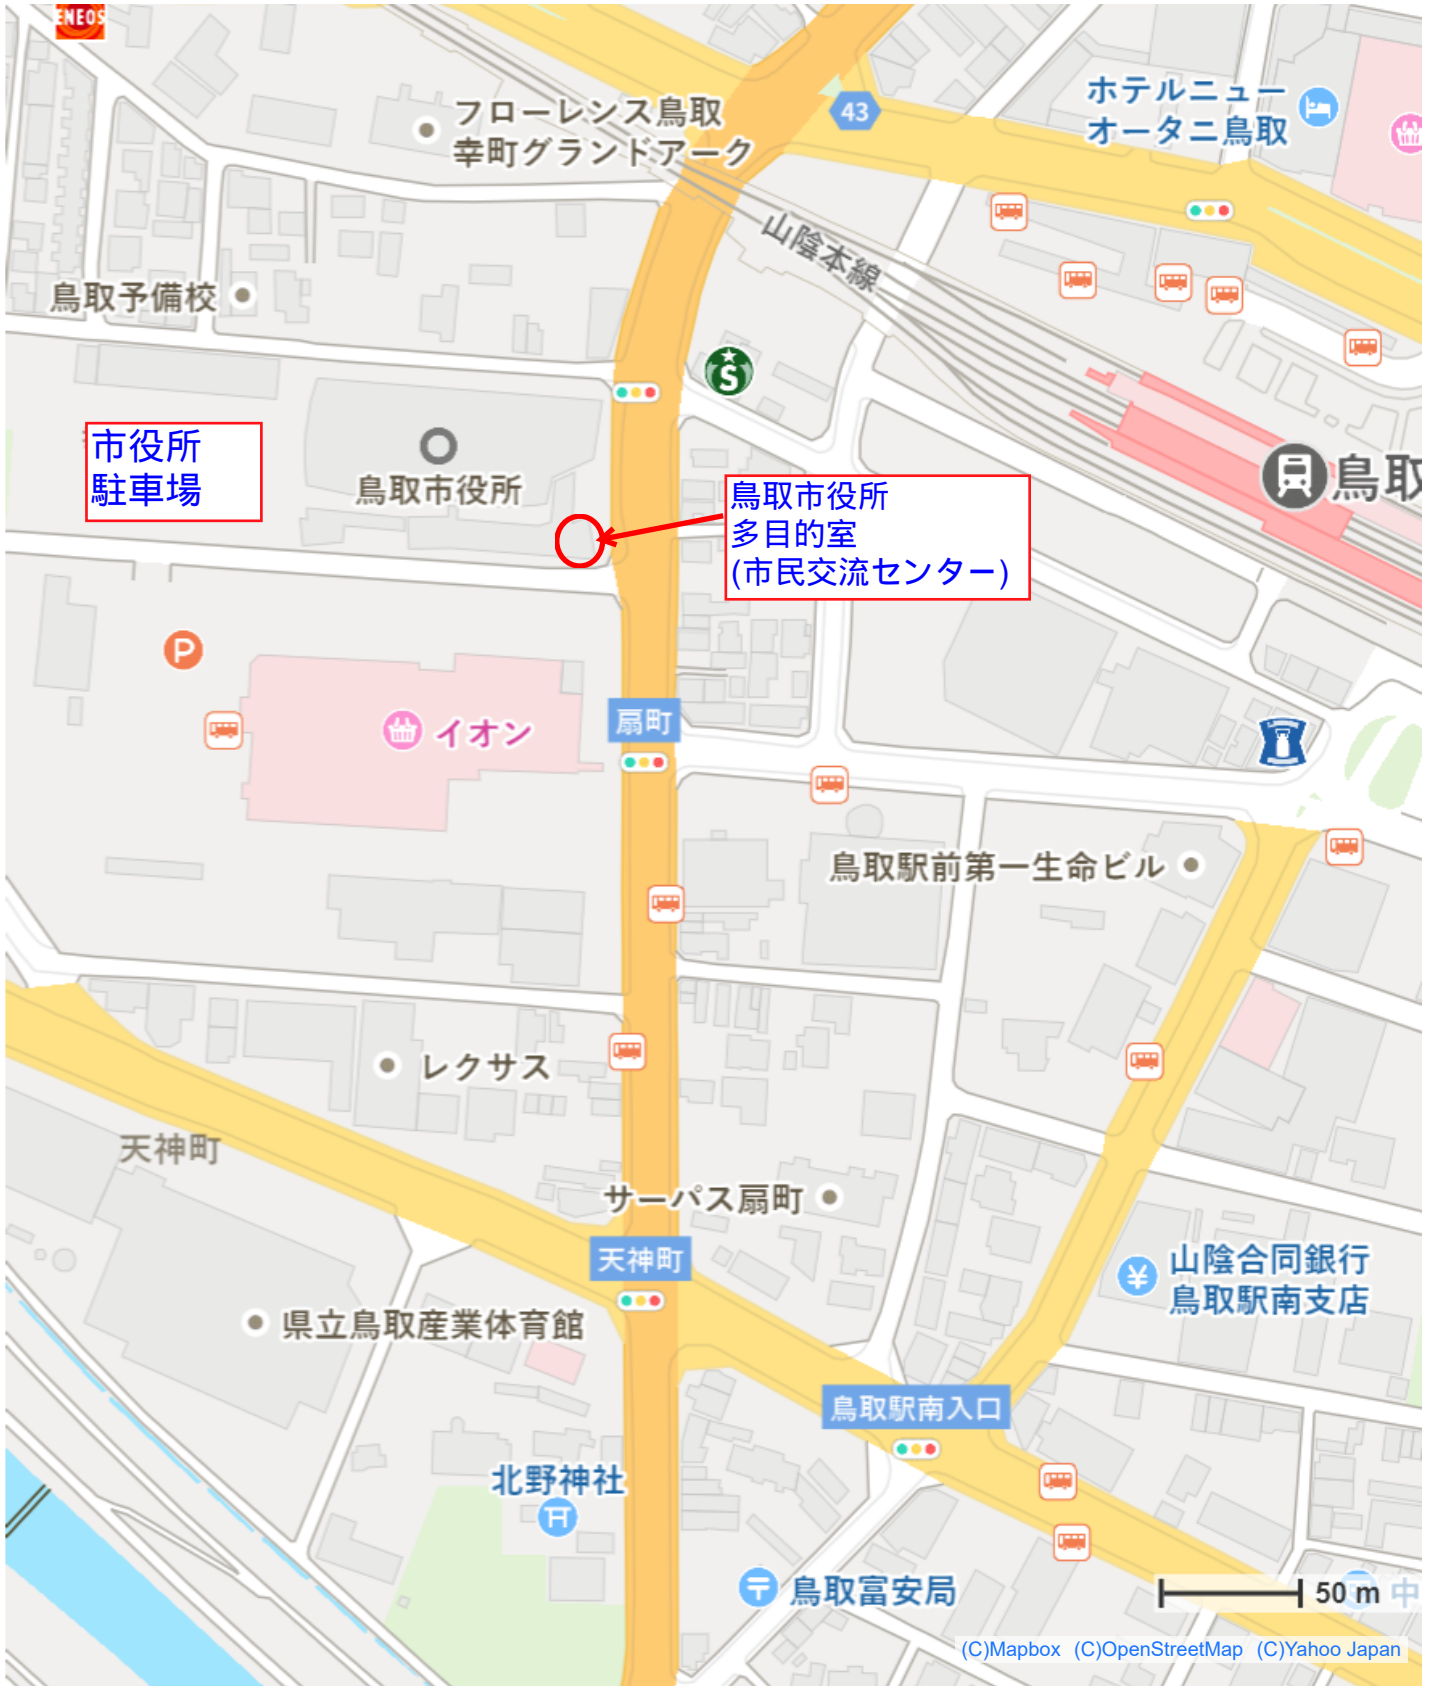 ENEOS
フローレンス鳥取
幸町グランドアーク
43
ホテルニュー
オータニ鳥取
山陰本線
鳥取予備校
S
市役所
駐車場
鳥取市役所
鳥取市役所
多目的室
(市民交流センター)
鳥取
P
イオン
扇町
鳥取駅前第一生命ビル
レクサス
天神町
サーパス扇町
天神町
山陰合同銀行
鳥取駅南支店
県立鳥取産業体育館
鳥取駅南入口
北野神社
鳥取富安局
50 m
中
(C)Mapbox (C)OpenStreetMap (C)Yahoo Japan